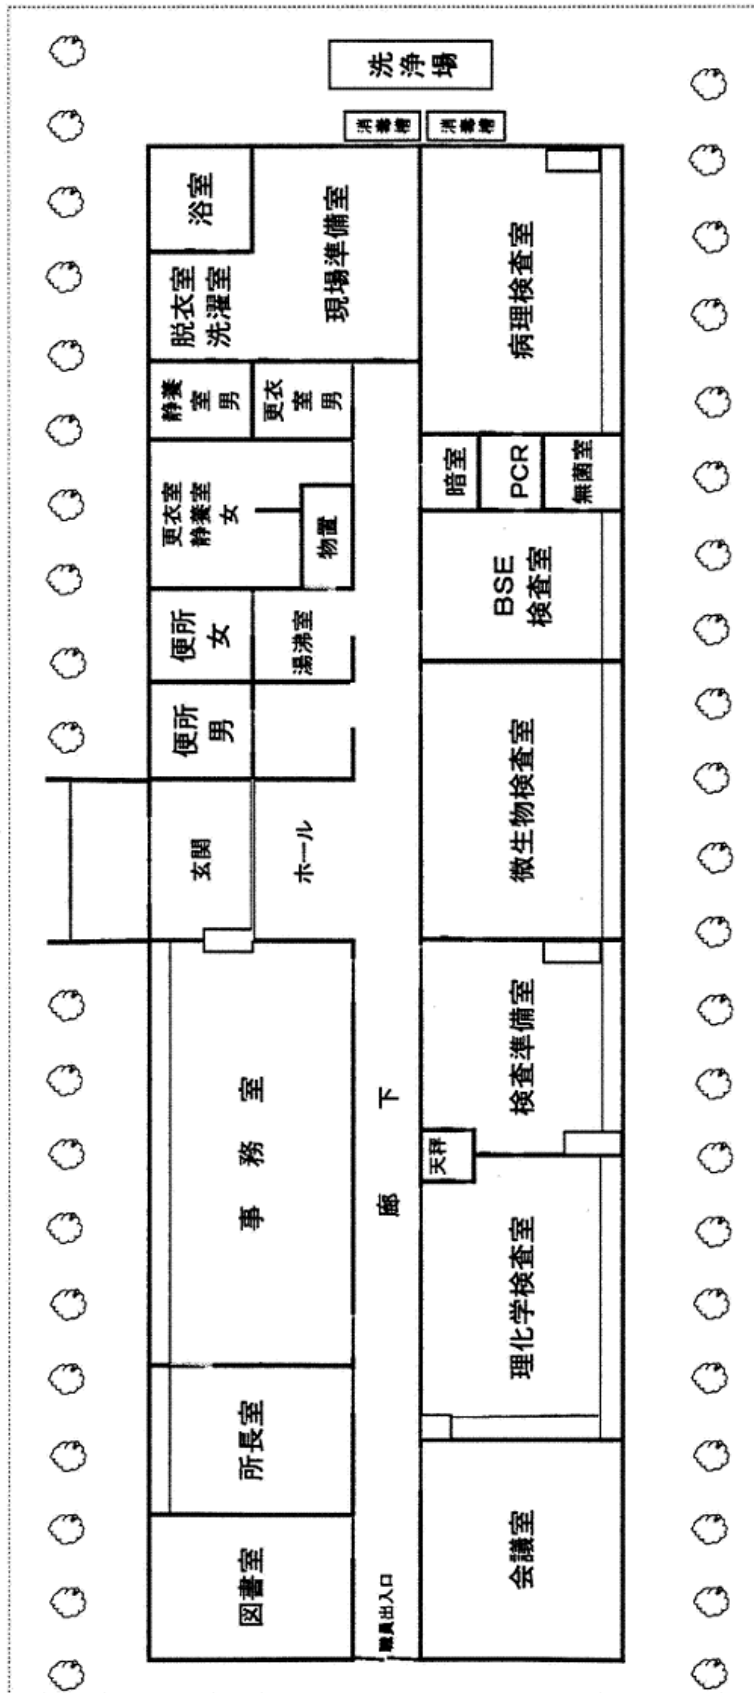 洗浄場
消毒槽
消毒槽
浴室
脱衣室
洗濯室
現場準備室
病理検査室
静養
室
男
更衣
室
男
更衣室
静養室
女
物置
暗室
PCR
無菌室
BSE
検査室
便所
女
湯沸室
便所
男
微生物検査室
玄関
ホール
事務室
廊下
検査準備室
天秤
理化学検査室
所長室
図書室
職員出入口
会議室